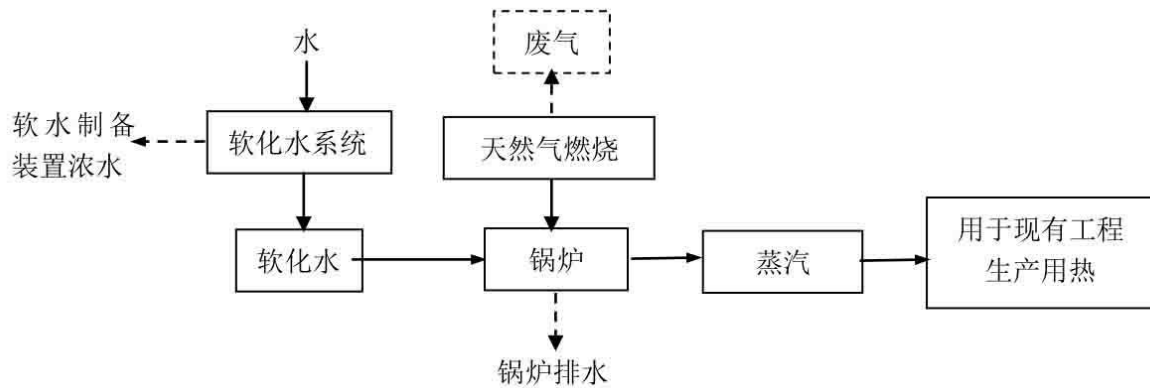 水
废气
软水制备
装置浓水
软化水系统
天然气燃烧
软化水
锅炉
蒸汽
用于现有工程
生产用热
锅炉排水